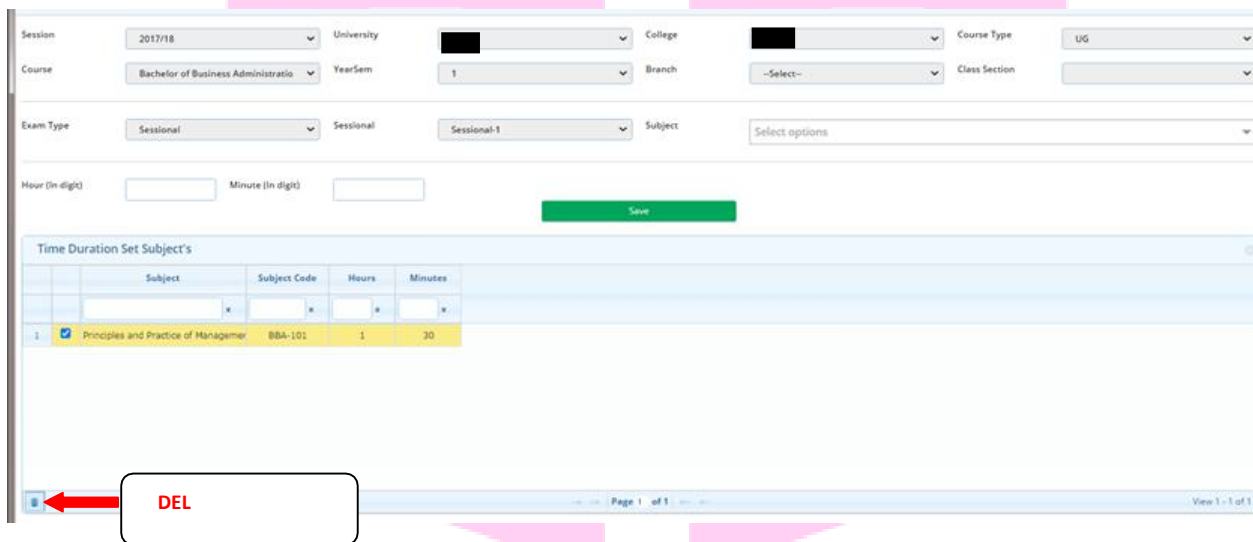 Session 2017/18 University College Course Type UG
Course Bachelor of Business Administratio YearSem 1 Branch --Select-- Class Section
Exam Type Sessional Sessional Sessional-1 Subject Select options
Hour (In digit) Minute (In digit)
Save
Time Duration Set Subject's
Subject Subject Code Hours Minutes
x x x x
1 Principles and Practice of Managemer BBA-101 1 30
DEL
Page 1 of 1
View 1 - 1 of 1